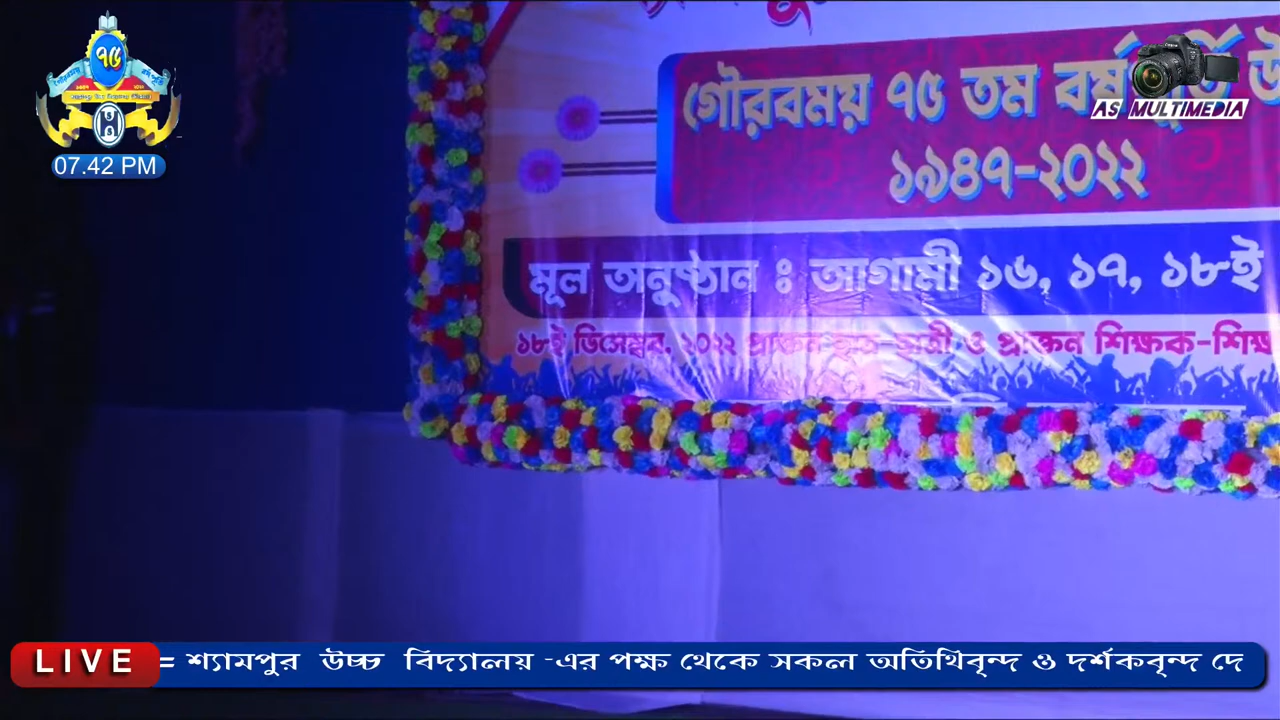 ৭৫
07.42 PM
গৌরবময় ৭৫ তম বর্ষ
AS MULTIMEDIA
১৯৪৭-২০২২
মূল অনুষ্ঠান ঃ আগামী ১৬, ১৭, ১৮ই
১৮ই ডিসেম্বর, ২০২২ প্রাক্তন ছাত্র-ছাত্রী ও প্রাক্তন শিক্ষক-শিক্ষ
LIVE = শ্যামপুর উচ্চ বিদ্যালয় -এর পক্ষ থেকে সকল অতিথিবৃন্দ ও দর্শকবৃন্দ দে